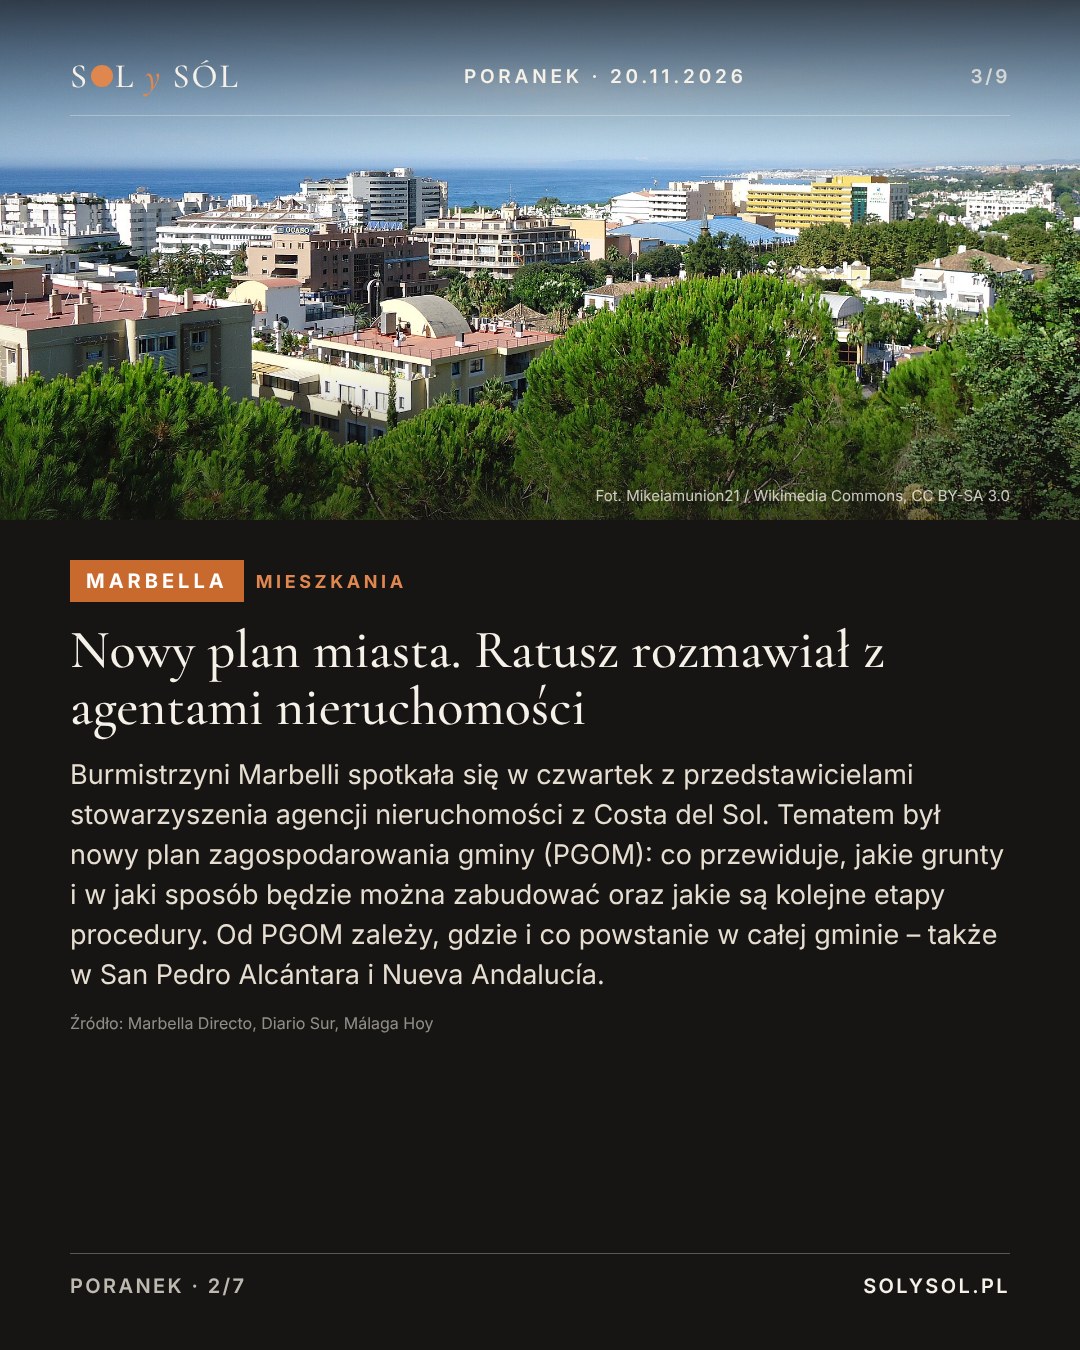 SOL y SÓL
PORANEK · 20.11.2026
3/9
OCASO
Fot. Mikeiamunion21 / Wikimedia Commons, CC BY-SA 3.0
MARBELLA
MIESZKANIA
Nowy plan miasta. Ratusz rozmawiał z
agentami nieruchomości
Burmistrzyni Marbelli spotkała się w czwartek z przedstawicielami
stowarzyszenia agencji nieruchomości z Costa del Sol. Tematem był
nowy plan zagospodarowania gminy (PGOM): co przewiduje, jakie grunty
i w jaki sposób będzie można zabudować oraz jakie są kolejne etapy
procedury. Od PGOM zależy, gdzie i co powstanie w całej gminie – także
w San Pedro Alcántara i Nueva Andalucía.
Źródło: Marbella Directo, Diario Sur, Málaga Hoy
PORANEK · 2/7
SOLYSOL.PL